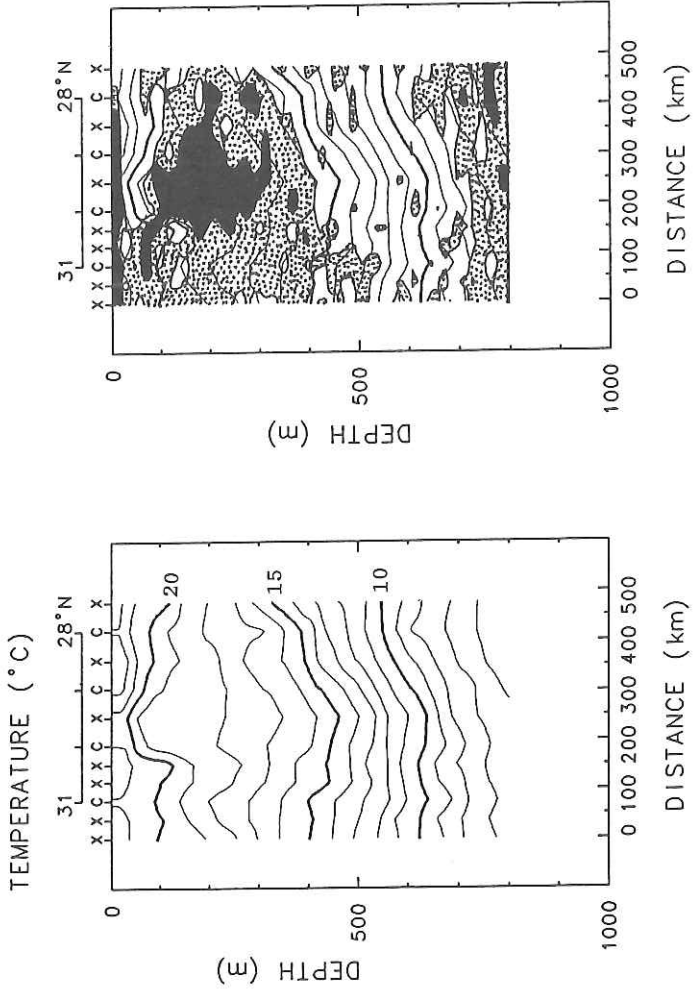 TEMPERATURE (°C)
31 28°N
X X C X X C X C X C X
0
500
1000
DEPTH (m)
20
15
10
0 100 200 300 400 500
DISTANCE (km)
31 28°N
X X C X X C X C X C X
0
500
1000
DEPTH (m)
0 100 200 300 400 500
DISTANCE (km)